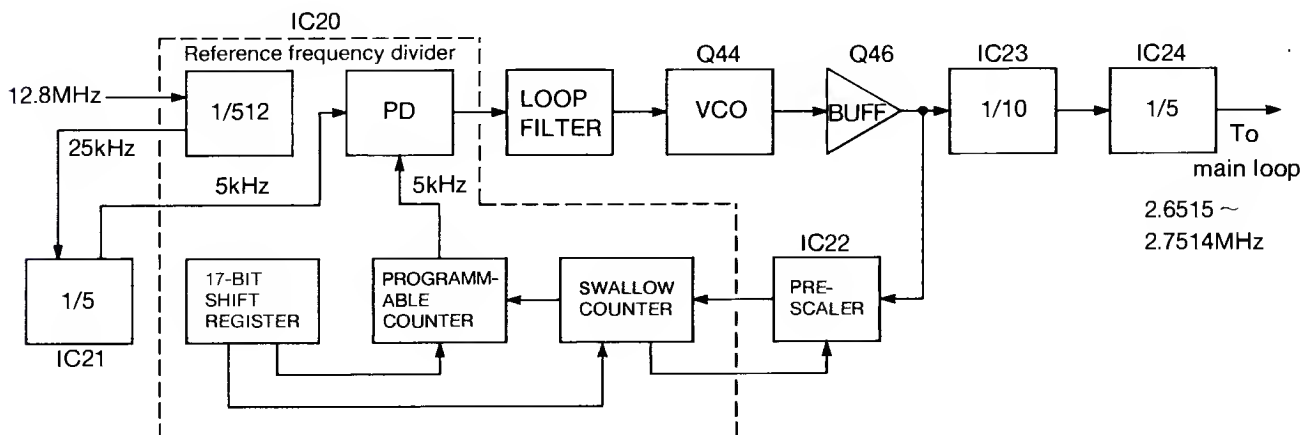 IC20
Reference frequency divider
12.8MHz
1/512
25kHz
5kHz
1/5
IC21
PD
5kHz
LOOP
FILTER
Q44
VCO
Q46
BUFF
IC23
1/10
IC24
1/5
To
main loop
2.6515 ~
2.7514MHz
17-BIT
SHIFT
REGISTER
PROGRAMM-
ABLE
COUNTER
SWALLOW
COUNTER
IC22
PRE-
SCALER